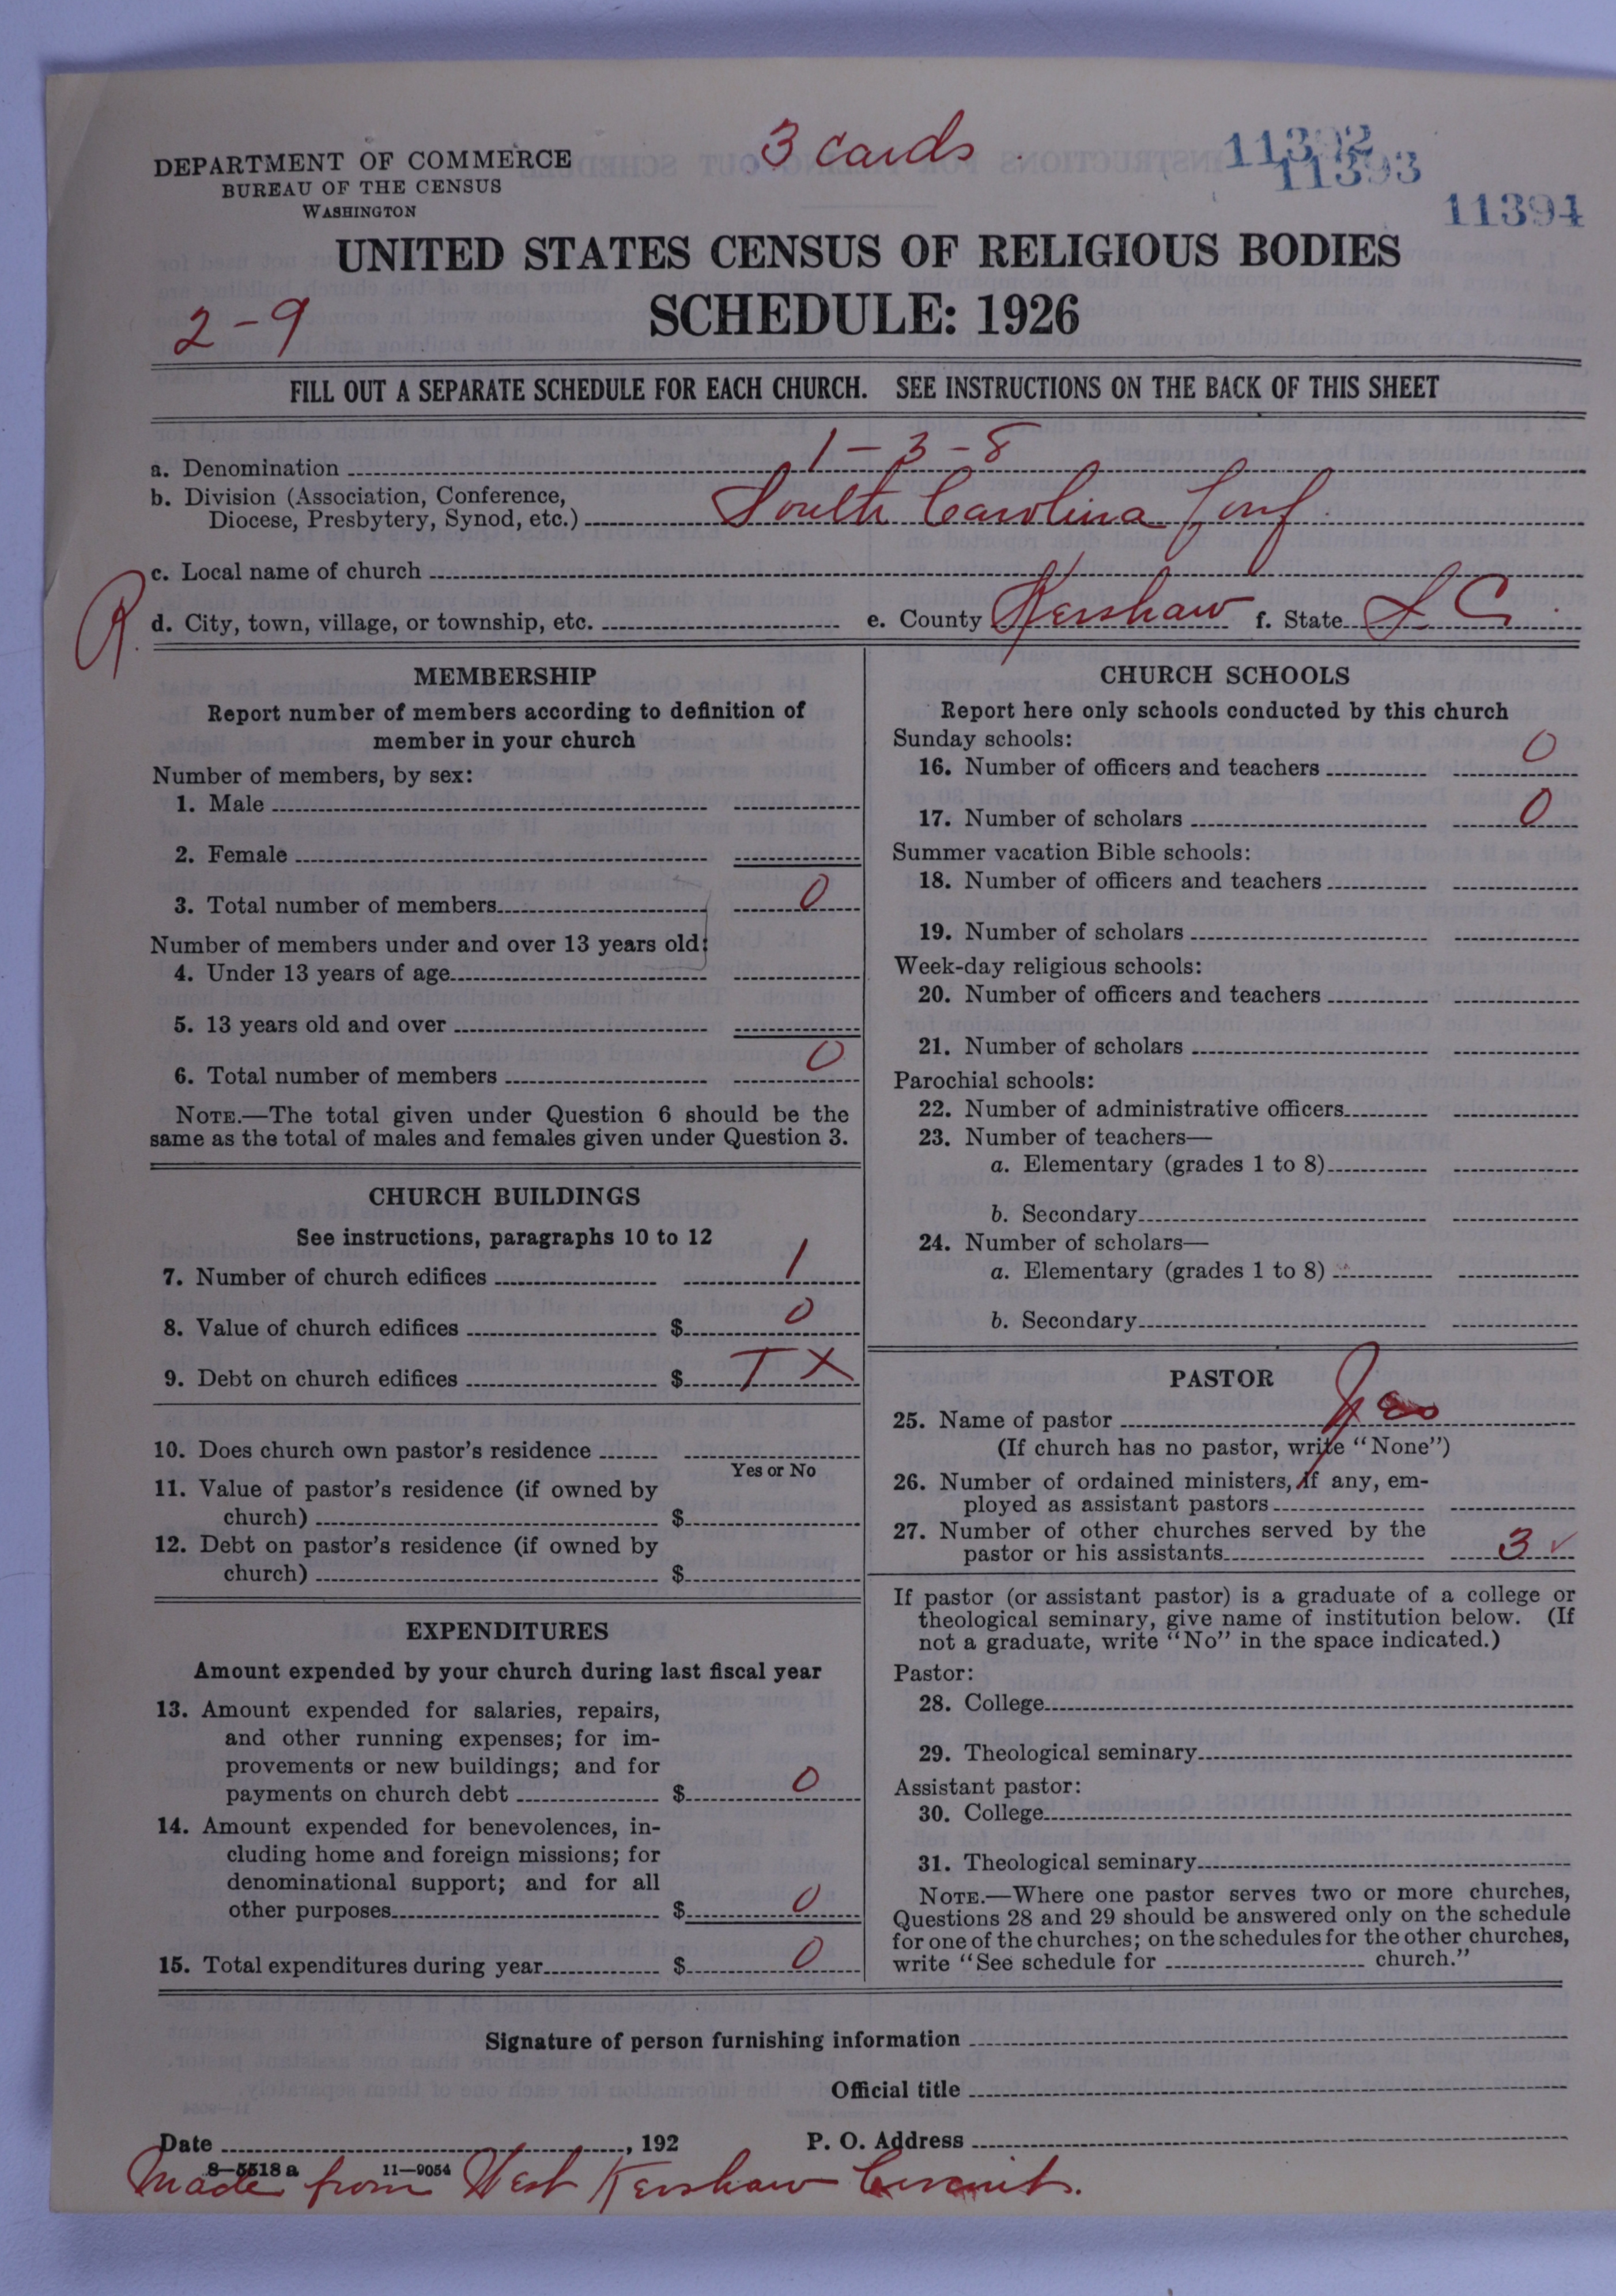 3 cards
11392
11393
11394
DEPARTMENT OF COMMERCE
BUREAU OF THE CENSUS
WASHINGTON
UNITED STATES CENSUS OF RELIGIOUS BODIES
SCHEDULE: 1926
2-9
FILL OUT A SEPARATE SCHEDULE FOR EACH CHURCH. SEE INSTRUCTIONS ON THE BACK OF THIS SHEET
a. Denomination 1-3-8
b. Division (Association, Conference,
Diocese, Presbytery, Synod, etc.) South Carolina Conf
c. Local name of church
R
d. City, town, village, or township, etc. e. County Kershaw f. State S C
MEMBERSHIP
Report number of members according to definition of
member in your church
Number of members, by sex:
1. Male
2. Female
3. Total number of members 0
Number of members under and over 13 years old:
4. Under 13 years of age
5. 13 years old and over
6. Total number of members 0
NOTE.—The total given under Question 6 should be the
same as the total of males and females given under Question 3.
CHURCH BUILDINGS
See instructions, paragraphs 10 to 12
7. Number of church edifices 1
8. Value of church edifices $ 0
9. Debt on church edifices $ T X
10. Does church own pastor's residence
Yes or No
11. Value of pastor's residence (if owned by
church) $
12. Debt on pastor's residence (if owned by
church) $
EXPENDITURES
Amount expended by your church during last fiscal year
13. Amount expended for salaries, repairs,
and other running expenses; for im-
provements or new buildings; and for
payments on church debt $ 0
14. Amount expended for benevolences, in-
cluding home and foreign missions; for
denominational support; and for all
other purposes $ 0
15. Total expenditures during year $ 0
CHURCH SCHOOLS
Report here only schools conducted by this church
Sunday schools:
16. Number of officers and teachers 0
17. Number of scholars 0
Summer vacation Bible schools:
18. Number of officers and teachers
19. Number of scholars
Week-day religious schools:
20. Number of officers and teachers
21. Number of scholars
Parochial schools:
22. Number of administrative officers
23. Number of teachers—
a. Elementary (grades 1 to 8)
b. Secondary
24. Number of scholars—
a. Elementary (grades 1 to 8)
b. Secondary
PASTOR
25. Name of pastor
(If church has no pastor, write "None")
26. Number of ordained ministers, if any, em-
ployed as assistant pastors
27. Number of other churches served by the
pastor or his assistants 3 ✓
If pastor (or assistant pastor) is a graduate of a college or
theological seminary, give name of institution below. (If
not a graduate, write "No" in the space indicated.)
Pastor:
28. College
29. Theological seminary
Assistant pastor:
30. College
31. Theological seminary
NOTE.—Where one pastor serves two or more churches,
Questions 28 and 29 should be answered only on the schedule
for one of the churches; on the schedules for the other churches,
write "See schedule for church."
Signature of person furnishing information
Official title
Date , 192 P. O. Address
8-5518 a 11-9054
Made from West Kershaw Circuit.